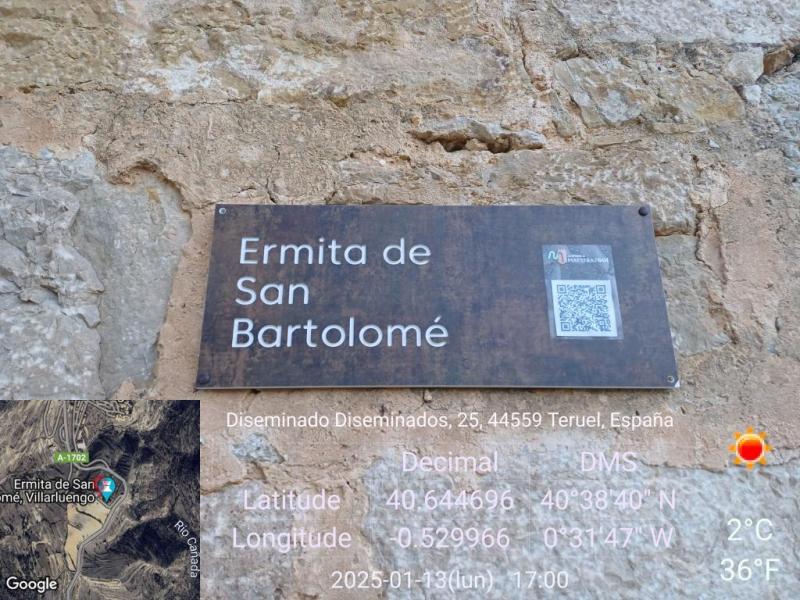 Ermita de
San
Bartolomé
MAESTRAZGO
Diseminado Diseminados, 25, 44559 Teruel, España
Decimal DMS
Latitude 40.644696 40°38'40" N
Longitude -0.529966 0°31'47" W
2025-01-13(lun) 17:00
2°C
36°F
A-1702
Ermita de San
omé, Villarluengo
Río Cañada
Google